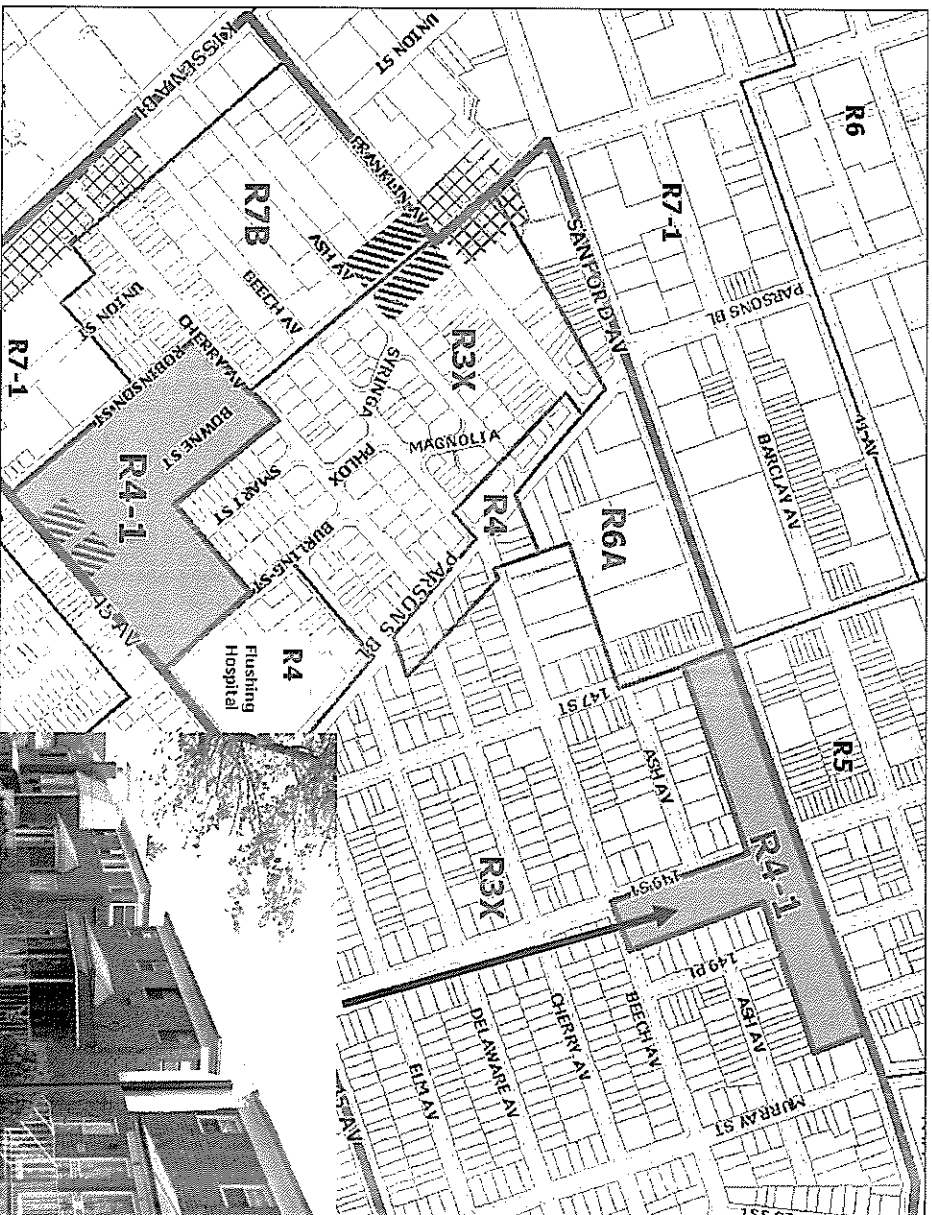 R6
R7-1
UNION ST
KISSENA BL
FRANKLIN AV
SANFORD AV
PARSONS BL
41 AV
BARCLAY AV
R7B
ASH AV
BEECH AV
CHERRY AV
UNION ST
ROBINSON ST
BOWNE ST
R7-1
R3X
SYRINGA
MAGNOLIA
PHLOX
SMART ST
BURLING ST
R4
R6A
PARSONS BL
R4-1
45 AV
R4
Flushing
Hospital
147 ST
ASH AV
R5
R4-1
R3X
149 ST
149 PL
ASH AV
BEECH AV
CHERRY AV
DELAWARE AV
ELM AV
45 AV
MURRAY ST